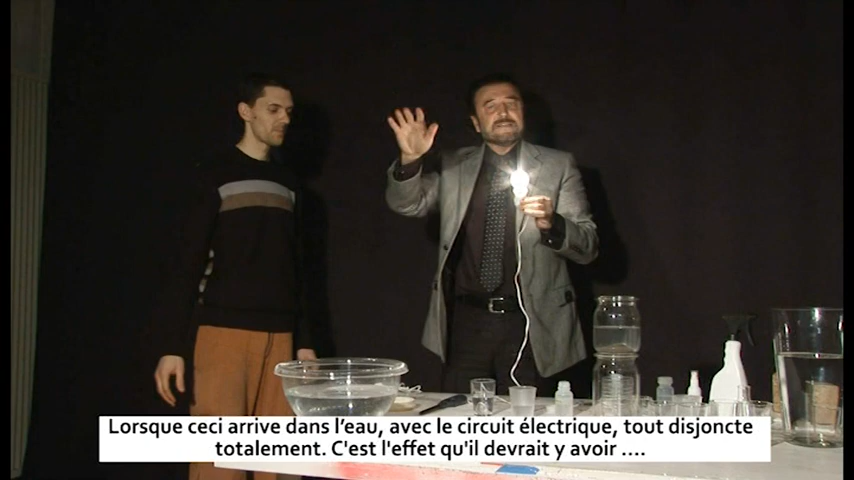 Lorsque ceci arrive dans l'eau, avec le circuit électrique, tout disjoncte
totalement. C'est l'effet qu'il devrait y avoir ....